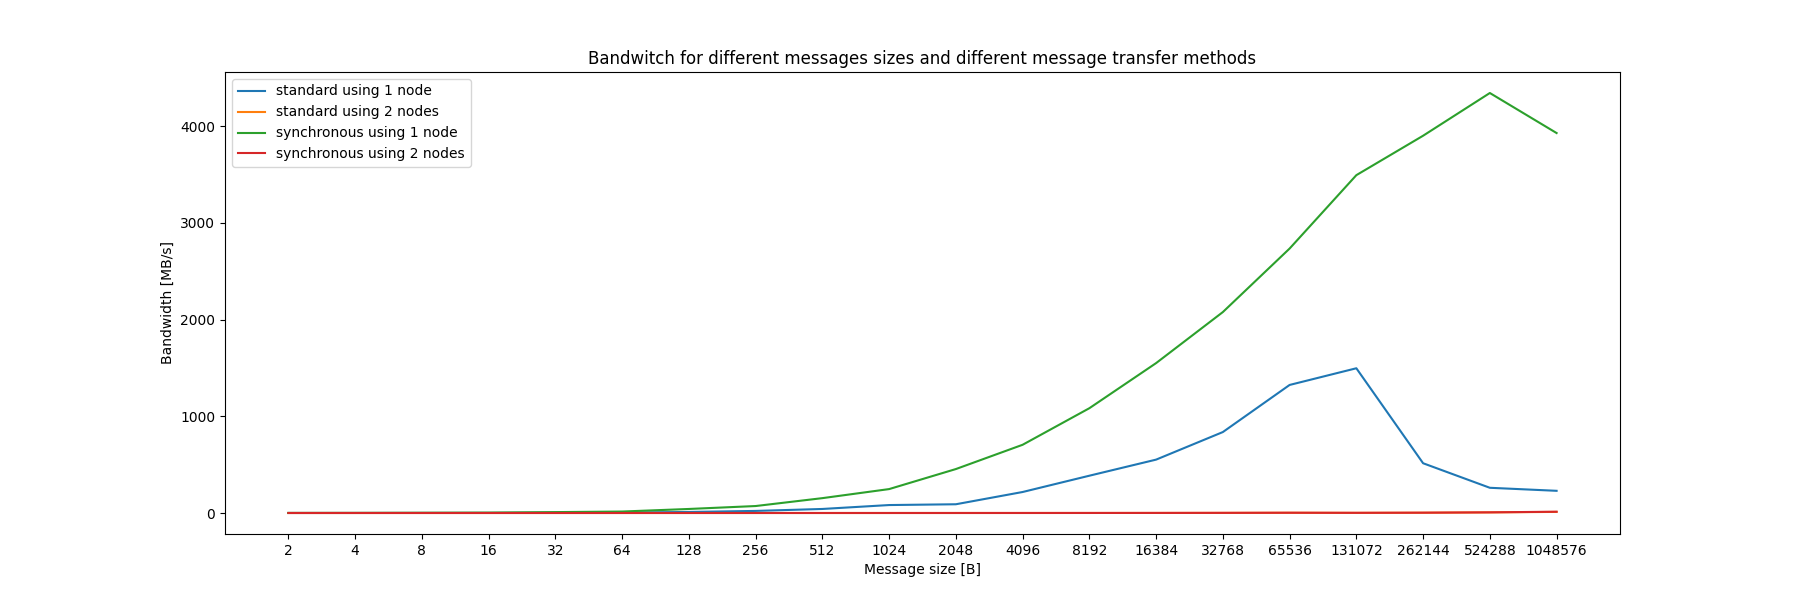 Bandwitch for different messages sizes and different message transfer methods
standard using 1 node
standard using 2 nodes
synchronous using 1 node
synchronous using 2 nodes
4000
3000
2000
1000
0
Bandwidth [MB/s]
2 4 8 16 32 64 128 256 512 1024 2048 4096 8192 16384 32768 65536 131072 262144 524288 1048576
Message size [B]